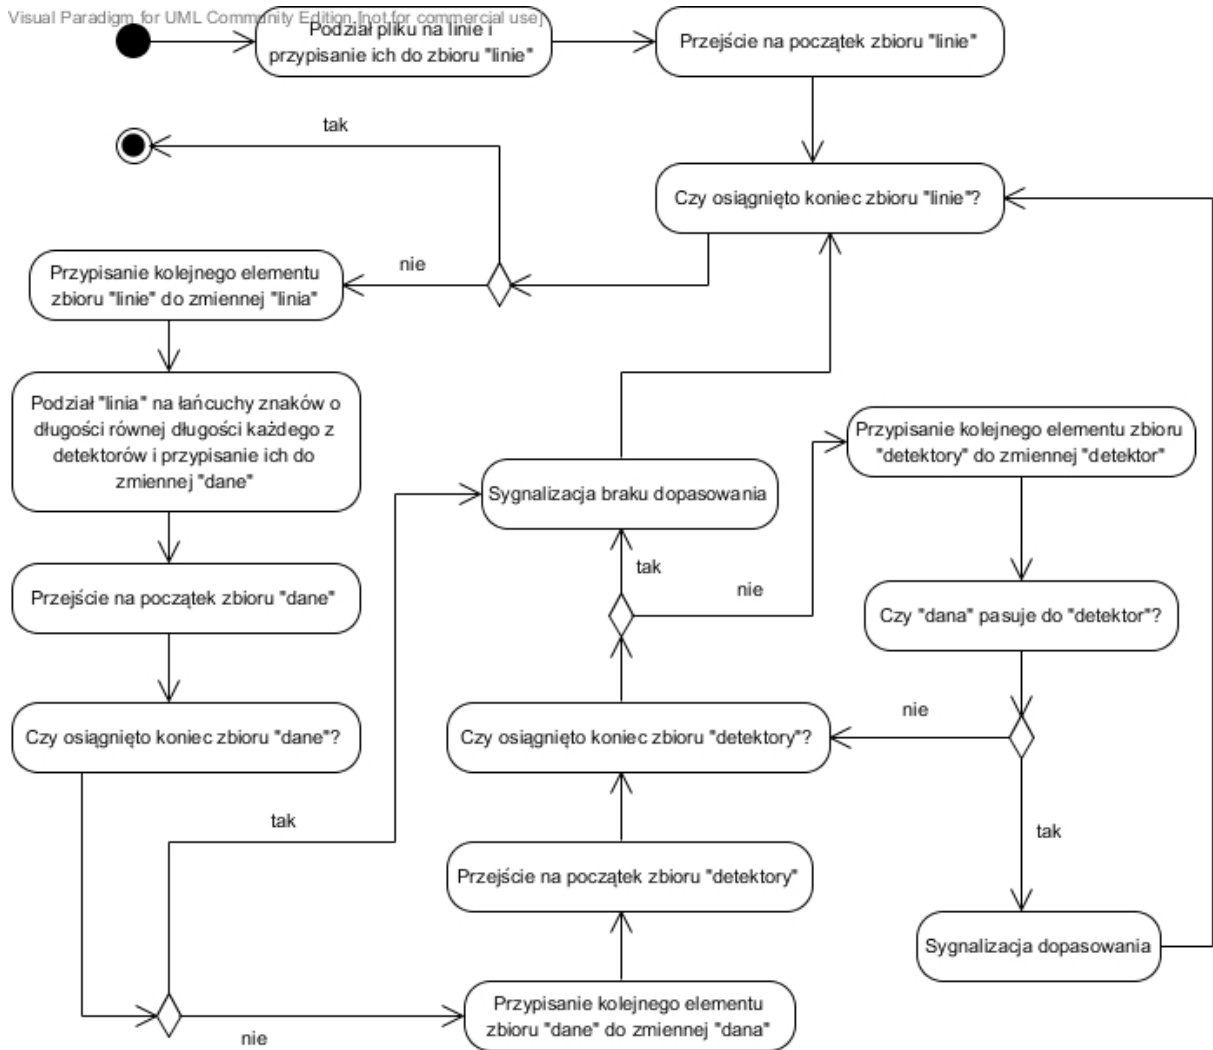 Visual Paradigm for UML Community Edition [not for commercial use]
Podział pliku na linie i
przypisanie ich do zbioru "linie"
Przejście na początek zbioru "linie"
tak
Czy osiągnięto koniec zbioru "linie"?
nie
Przypisanie kolejnego elementu
zbioru "linie" do zmiennej "linia"
Podział "linia" na łańcuchy znaków o
długości równej długości każdego z
detektorów i przypisanie ich do
zmiennej "dane"
Przypisanie kolejnego elementu zbioru
"detektory" do zmiennej "detektor"
Sygnalizacja braku dopasowania
tak
nie
Przejście na początek zbioru "dane"
Czy "dana" pasuje do "detektor"?
nie
Czy osiągnięto koniec zbioru "dane"?
Czy osiągnięto koniec zbioru "detektory"?
tak
tak
Przejście na początek zbioru "detektory"
Sygnalizacja dopasowania
nie
Przypisanie kolejnego elementu
zbioru "dane" do zmiennej "dana"